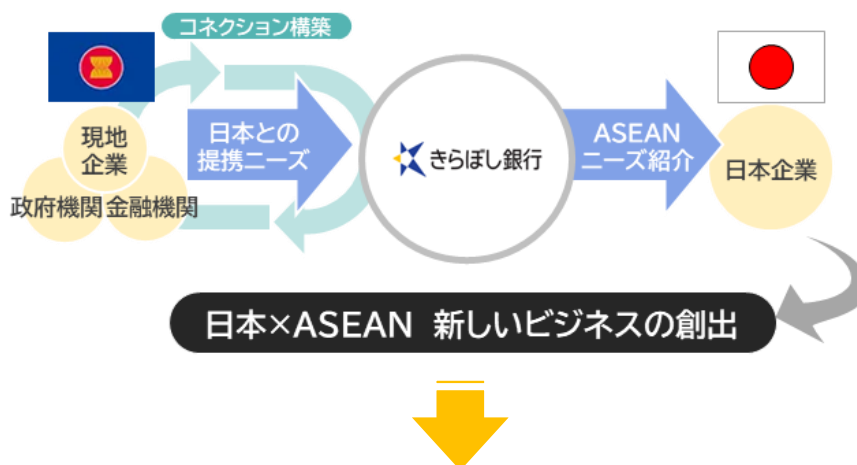 コネクション構築
現地
企業
政府機関
金融機関
日本との
提携ニーズ
きらぼし銀行
ASEAN
ニーズ紹介
日本企業
日本×ASEAN 新しいビジネスの創出